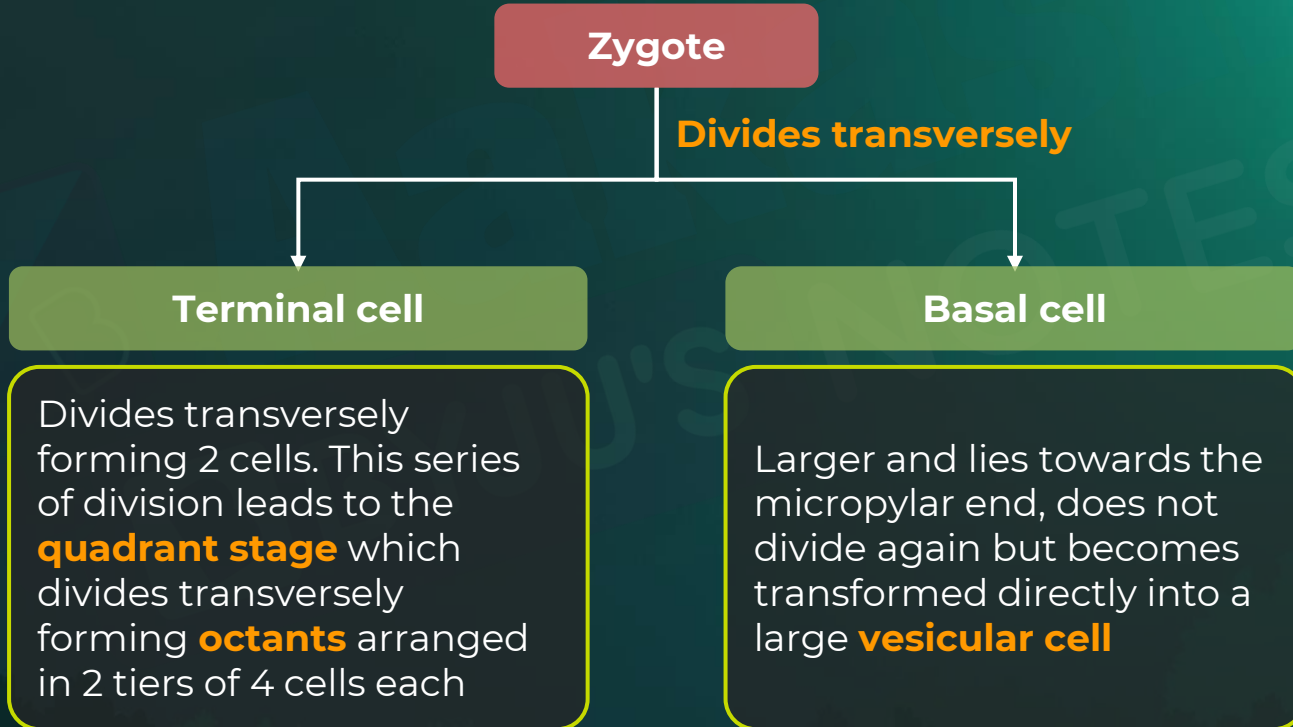 Zygote
Divides transversely
Terminal cell
Divides transversely
forming 2 cells. This series
of division leads to the
quadrant stage which
divides transversely
forming octants arranged
in 2 tiers of 4 cells each
Basal cell
Larger and lies towards the
micropylar end, does not
divide again but becomes
transformed directly into a
large vesicular cell
BYJU'S NOTES